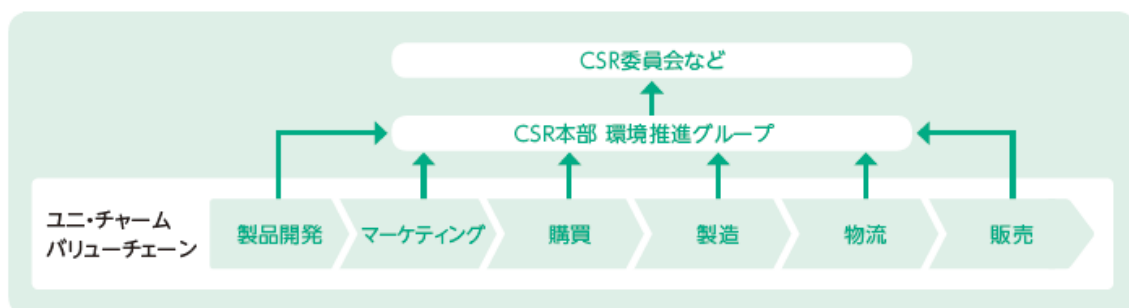 CSR委員会など
CSR本部 環境推進グループ
ユニ・チャーム
バリューチェーン
製品開発
マーケティング
購買
製造
物流
販売